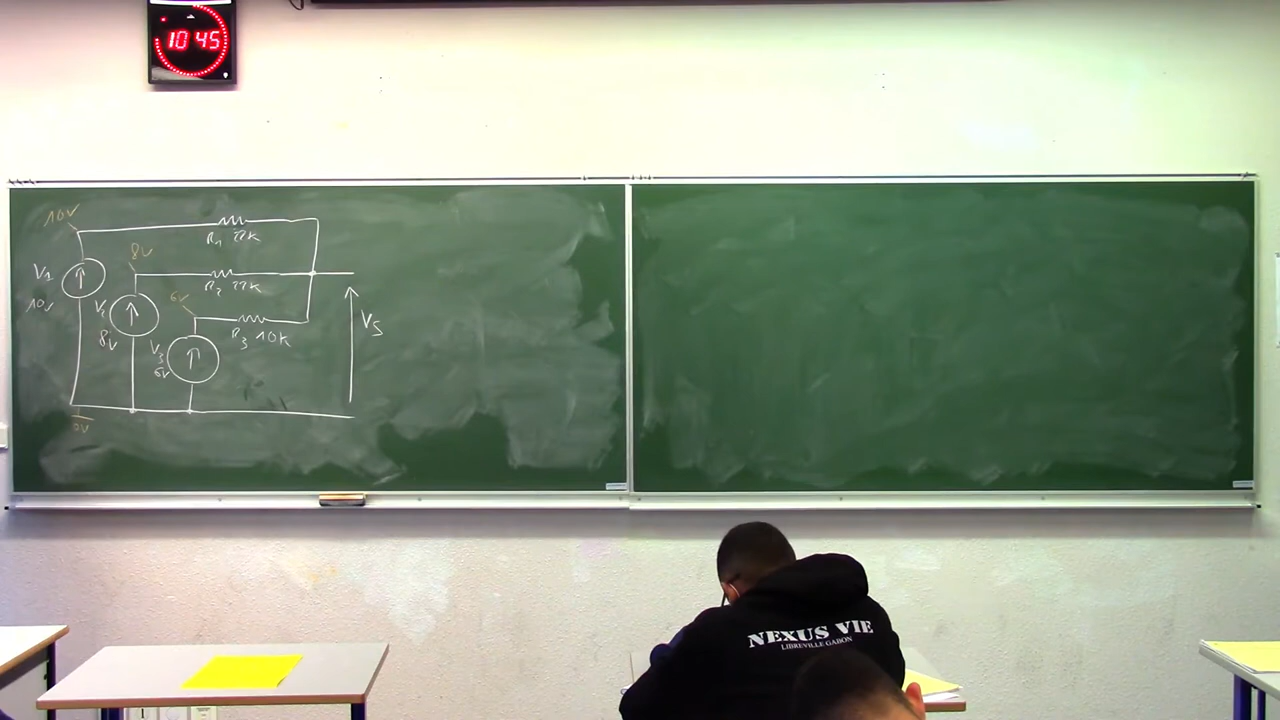 10 45
10V
R1 22K
8V
V1
10V
R2 22K
6V
V2
8V
R3 10K
V3
6V
VS
0V
NEXUS VIE
LIBREVILLE GABON